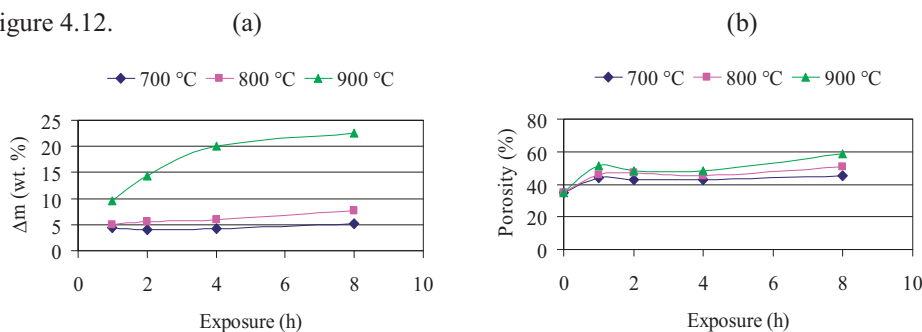 igure 4.12. (a) (b)
700 °C 800 °C 900 °C
Δm (wt. %)
25
20
15
10
5
0
0 2 4 6 8 10
Exposure (h)
700 °C 800 °C 900 °C
Porosity (%)
80
60
40
20
0
0 2 4 6 8 10
Exposure (h)